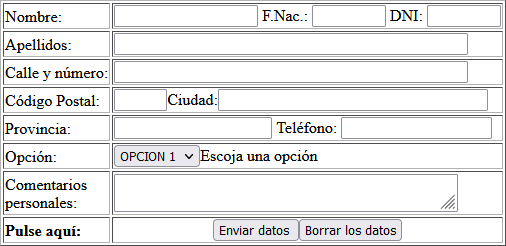 Nombre: F.Nac.: DNI:
Apellidos:
Calle y número:
Código Postal: Ciudad:
Provincia: Teléfono:
Opción: OPCION 1 Escoja una opción
Comentarios
personales:
Pulse aquí: Enviar datos Borrar los datos